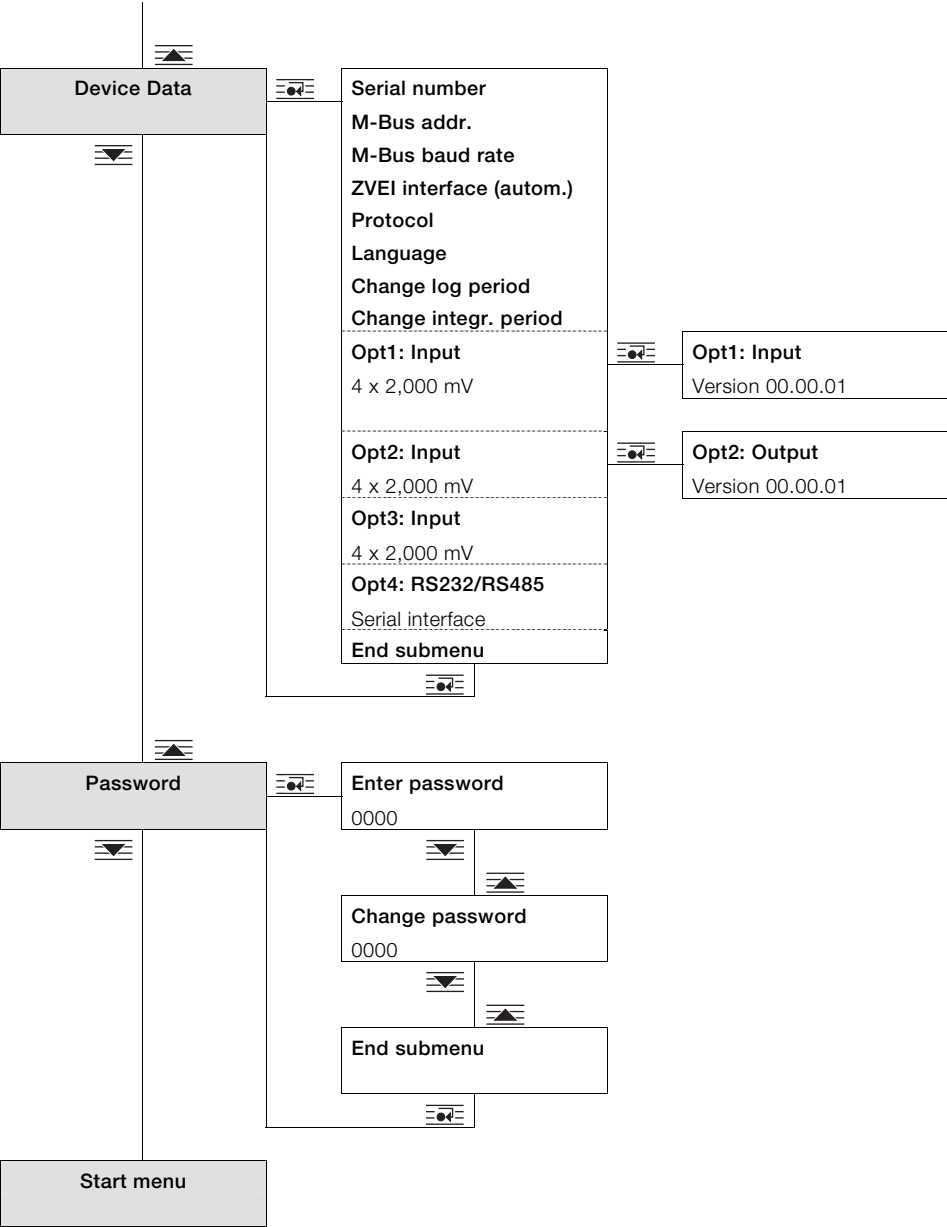 Device Data
Serial number
M-Bus addr.
M-Bus baud rate
ZVEI interface (autom.)
Protocol
Language
Change log period
Change integr. period
Opt1: Input
4 x 2,000 mV
Opt1: Input
Version 00.00.01
Opt2: Input
4 x 2,000 mV
Opt2: Output
Version 00.00.01
Opt3: Input
4 x 2,000 mV
Opt4: RS232/RS485
Serial interface
End submenu
Password
Enter password
0000
Change password
0000
End submenu
Start menu